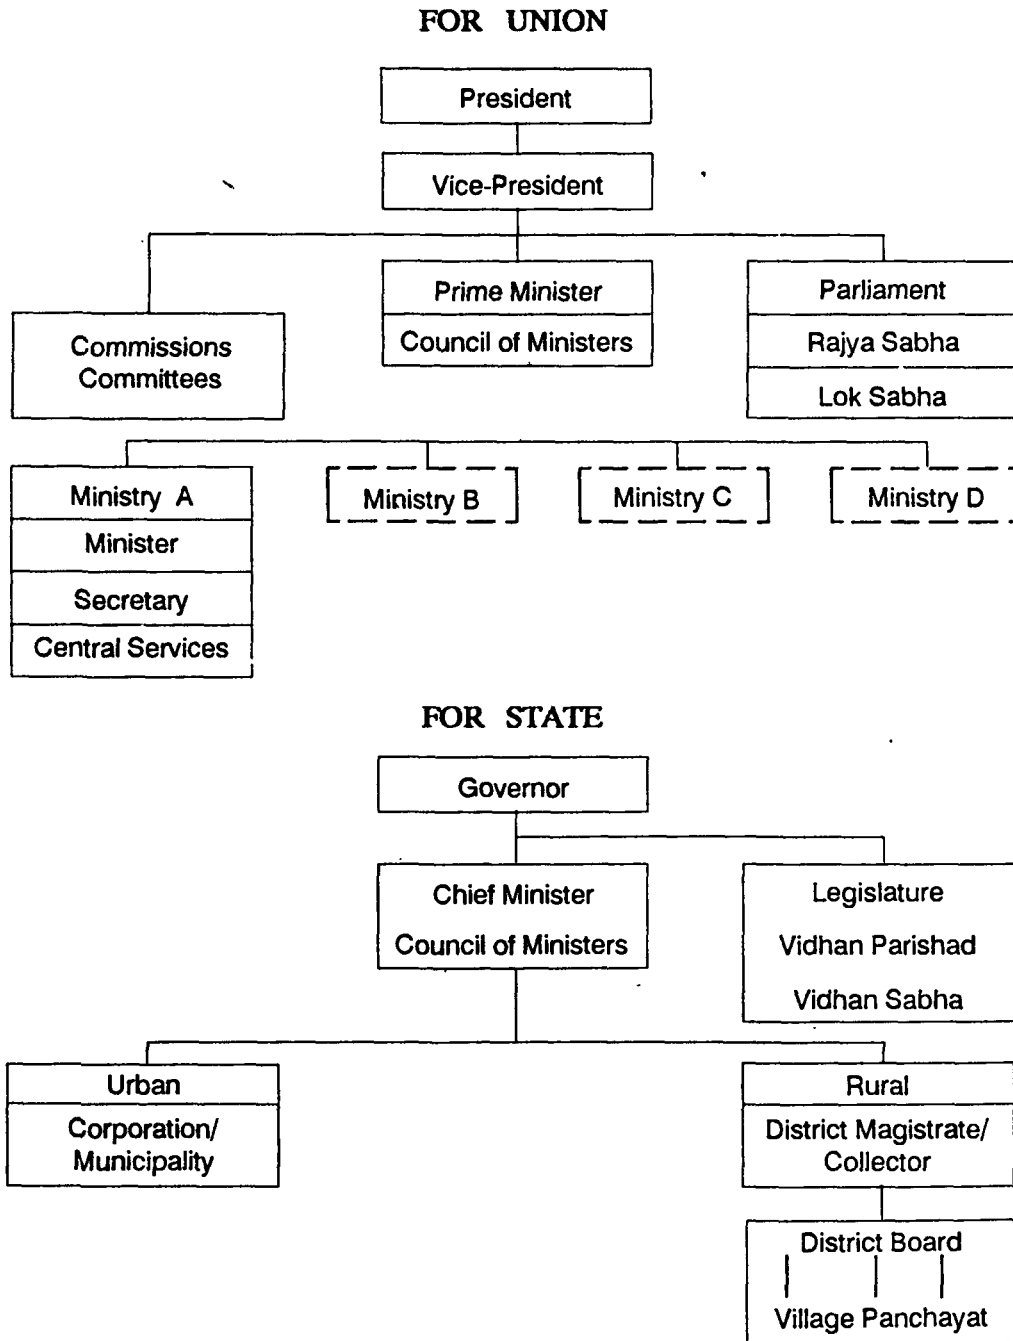 FOR UNION
President
Vice-President
Commissions
Committees
Prime Minister
Council of Ministers
Parliament
Rajya Sabha
Lok Sabha
Ministry A
Minister
Secretary
Central Services
Ministry B
Ministry C
Ministry D
FOR STATE
Governor
Chief Minister
Council of Ministers
Legislature
Vidhan Parishad
Vidhan Sabha
Urban
Corporation/
Municipality
Rural
District Magistrate/
Collector
District Board
Village Panchayat